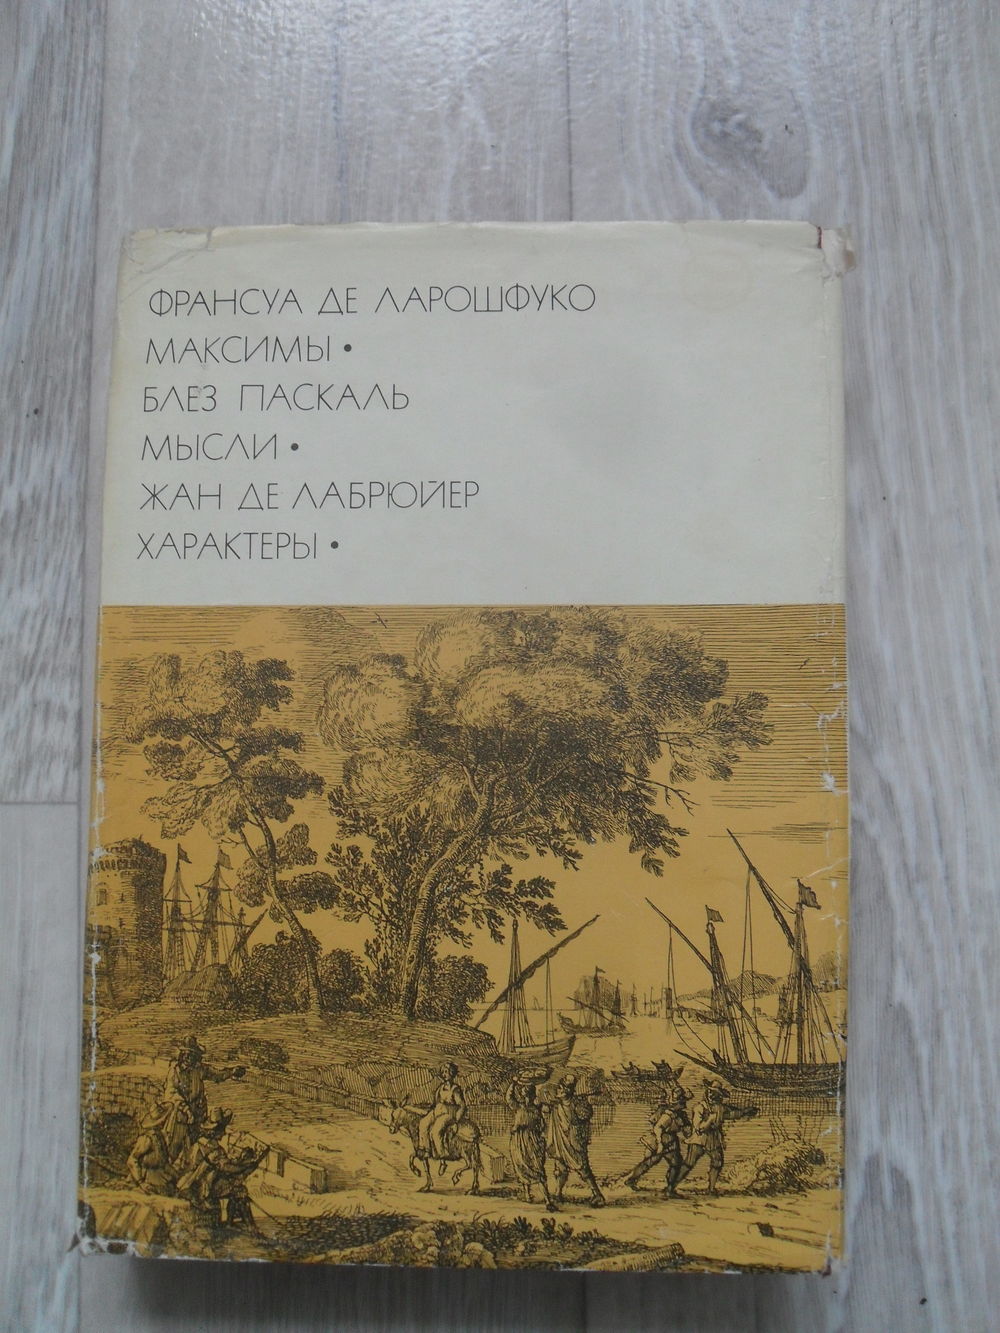 ФРАНСУА ДЕ ЛАРОШФУКО
МАКСИМЫ •
БЛЕЗ ПАСКАЛЬ
МЫСЛИ •
ЖАН ДЕ ЛАБРЮЙЕР
ХАРАКТЕРЫ •